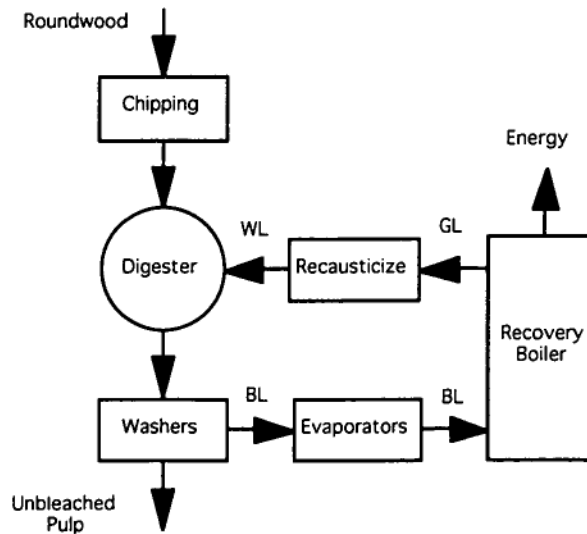 Roundwood
Chipping
Energy
WL
GL
Digester
Recausticize
Recovery
Boiler
BL
BL
Washers
Evaporators
Unbleached
Pulp